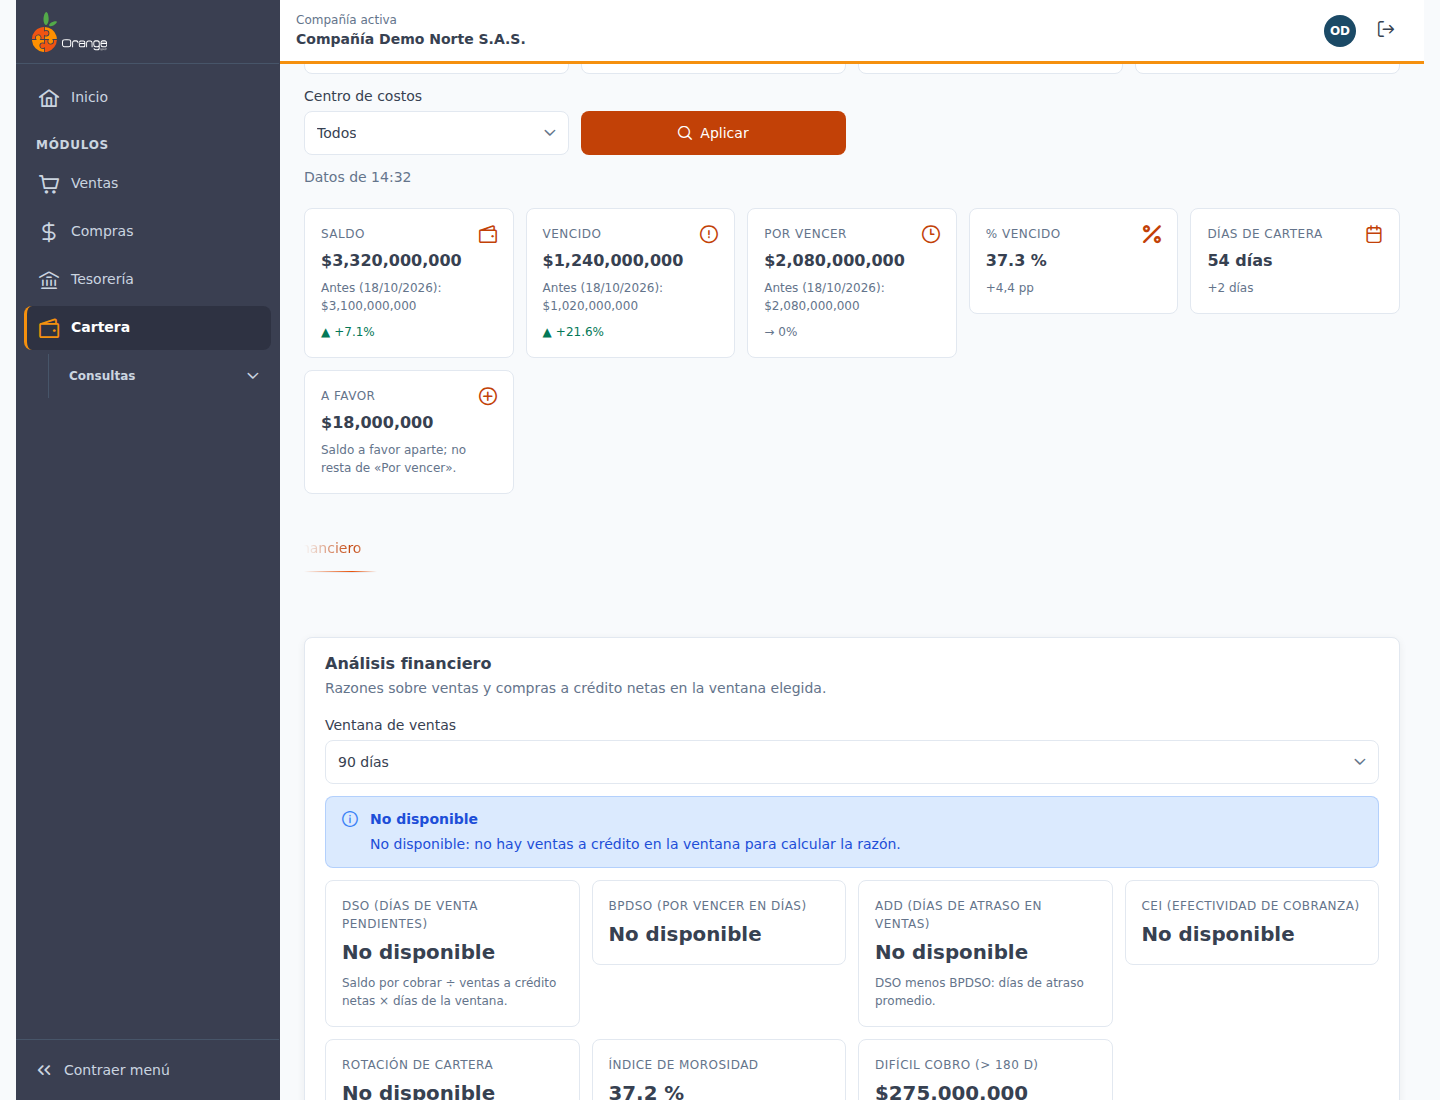 Orange
Compañía activa
Compañía Demo Norte S.A.S.
OD
Inicio
MÓDULOS
Ventas
Compras
Tesorería
Cartera
Consultas
Contraer menú
Centro de costos
Todos
Aplicar
Datos de 14:32
SALDO
$3,320,000,000
Antes (18/10/2026):
$3,100,000,000
▲ +7.1%
VENCIDO
$1,240,000,000
Antes (18/10/2026):
$1,020,000,000
▲ +21.6%
POR VENCER
$2,080,000,000
Antes (18/10/2026):
$2,080,000,000
→ 0%
% VENCIDO
37.3 %
+4,4 pp
DÍAS DE CARTERA
54 días
+2 días
A FAVOR
$18,000,000
Saldo a favor aparte; no
resta de «Por vencer».
anciero
Análisis financiero
Razones sobre ventas y compras a crédito netas en la ventana elegida.
Ventana de ventas
90 días
No disponible
No disponible: no hay ventas a crédito en la ventana para calcular la razón.
DSO (DÍAS DE VENTA
PENDIENTES)
No disponible
Saldo por cobrar ÷ ventas a crédito
netas × días de la ventana.
BPDSO (POR VENCER EN DÍAS)
No disponible
ADD (DÍAS DE ATRASO EN
VENTAS)
No disponible
DSO menos BPDSO: días de atraso
promedio.
CEI (EFECTIVIDAD DE COBRANZA)
No disponible
ROTACIÓN DE CARTERA
No disponible
ÍNDICE DE MOROSIDAD
37.2 %
DIFÍCIL COBRO (> 180 D)
$275.000.000